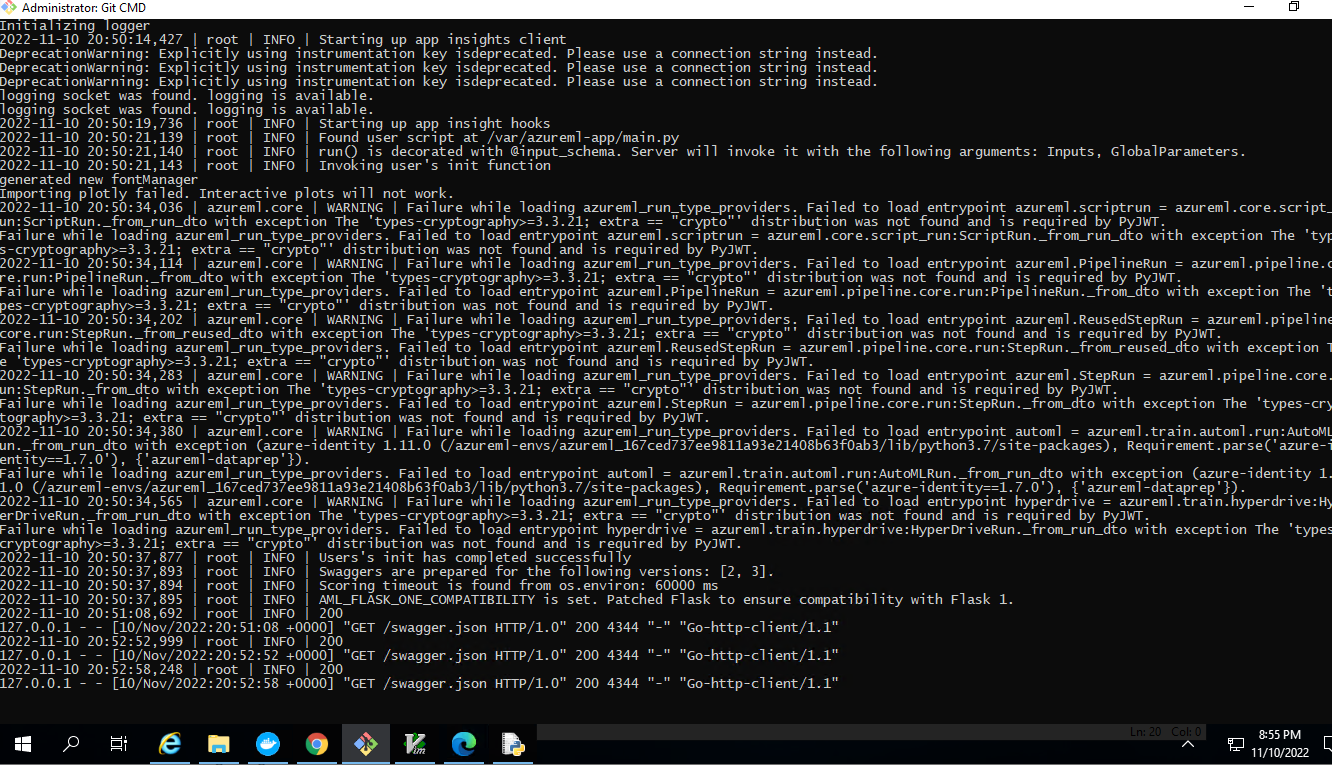 Administrator: Git CMD
Initializing logger
2022-11-10 20:50:14,427 | root | INFO | Starting up app insights client
DeprecationWarning: Explicitly using instrumentation key isdeprecated. Please use a connection string instead.
DeprecationWarning: Explicitly using instrumentation key isdeprecated. Please use a connection string instead.
DeprecationWarning: Explicitly using instrumentation key isdeprecated. Please use a connection string instead.
logging socket was found. logging is available.
logging socket was found. logging is available.
2022-11-10 20:50:19,736 | root | INFO | Starting up app insight hooks
2022-11-10 20:50:21,139 | root | INFO | Found user script at /var/azureml-app/main.py
2022-11-10 20:50:21,140 | root | INFO | run() is decorated with @input_schema. Server will invoke it with the following arguments: Inputs, GlobalParameters.
2022-11-10 20:50:21,143 | root | INFO | Invoking user's init function
generated new fontManager
Importing plotly failed. Interactive plots will not work.
2022-11-10 20:50:34,036 | azureml.core | WARNING | Failure while loading azureml_run_type_providers. Failed to load entrypoint azureml.scriptrun = azureml.core.script_
run:ScriptRun._from_run_dto with exception The 'types-cryptography>=3.3.21; extra == "crypto"' distribution was not found and is required by PyJWT.
Failure while loading azureml_run_type_providers. Failed to load entrypoint azureml.scriptrun = azureml.core.script_run:ScriptRun._from_run_dto with exception The 'typ
s-cryptography>=3.3.21; extra == "crypto"' distribution was not found and is required by PyJWT.
2022-11-10 20:50:34,114 | azureml.core | WARNING | Failure while loading azureml_run_type_providers. Failed to load entrypoint azureml.PipelineRun = azureml.pipeline.c
re.run:PipelineRun._from_dto with exception The 'types-cryptography>=3.3.21; extra == "crypto"' distribution was not found and is required by PyJWT.
Failure while loading azureml_run_type_providers. Failed to load entrypoint azureml.PipelineRun = azureml.pipeline.core.run:PipelineRun._from_dto with exception The 't
ypes-cryptography>=3.3.21; extra == "crypto"' distribution was not found and is required by PyJWT.
2022-11-10 20:50:34,202 | azureml.core | WARNING | Failure while loading azureml_run_type_providers. Failed to load entrypoint azureml.ReusedStepRun = azureml.pipeline
core.run:StepRun._from_reused_dto with exception The 'types-cryptography>=3.3.21; extra == "crypto"' distribution was not found and is required by PyJWT.
Failure while loading azureml_run_type_providers. Failed to load entrypoint azureml.ReusedStepRun = azureml.pipeline.core.run:StepRun._from_reused_dto with exception T
e 'types-cryptography>=3.3.21; extra == "crypto"' distribution was not found and is required by PyJWT.
2022-11-10 20:50:34,283 | azureml.core | WARNING | Failure while loading azureml_run_type_providers. Failed to load entrypoint azureml.StepRun = azureml.pipeline.core.
un:StepRun._from_dto with exception The 'types-cryptography>=3.3.21; extra == "crypto"' distribution was not found and is required by PyJWT.
Failure while loading azureml_run_type_providers. Failed to load entrypoint azureml.StepRun = azureml.pipeline.core.run:StepRun._from_dto with exception The 'types-cry
tography>=3.3.21; extra == "crypto"' distribution was not found and is required by PyJWT.
2022-11-10 20:50:34,380 | azureml.core | WARNING | Failure while loading azureml_run_type_providers. Failed to load entrypoint automl = azureml.train.automl.run:AutoML
un._from_run_dto with exception (azure-identity 1.11.0 (/azureml-envs/azureml_167ced737ee9811a93e21408b63f0ab3/lib/python3.7/site-packages), Requirement.parse('azure-i
entity==1.7.0'), {'azureml-dataprep'}).
Failure while loading azureml_run_type_providers. Failed to load entrypoint automl = azureml.train.automl.run:AutoMLRun._from_run_dto with exception (azure-identity 1.
1.0 (/azureml-envs/azureml_167ced737ee9811a93e21408b63f0ab3/lib/python3.7/site-packages), Requirement.parse('azure-identity==1.7.0'), {'azureml-dataprep'}).
2022-11-10 20:50:34,565 | azureml.core | WARNING | Failure while loading azureml_run_type_providers. Failed to load entrypoint hyperdrive = azureml.train.hyperdrive:Hy
erDriveRun._from_run_dto with exception The 'types-cryptography>=3.3.21; extra == "crypto"' distribution was not found and is required by PyJWT.
Failure while loading azureml_run_type_providers. Failed to load entrypoint hyperdrive = azureml.train.hyperdrive:HyperDriveRun._from_run_dto with exception The 'types
cryptography>=3.3.21; extra == "crypto"' distribution was not found and is required by PyJWT.
2022-11-10 20:50:37,877 | root | INFO | Users's init has completed successfully
2022-11-10 20:50:37,893 | root | INFO | Swaggers are prepared for the following versions: [2, 3].
2022-11-10 20:50:37,894 | root | INFO | Scoring timeout is found from os.environ: 60000 ms
2022-11-10 20:50:37,895 | root | INFO | AML_FLASK_ONE_COMPATIBILITY is set. Patched Flask to ensure compatibility with Flask 1.
2022-11-10 20:51:08,692 | root | INFO | 200
127.0.0.1 - - [10/Nov/2022:20:51:08 +0000] "GET /swagger.json HTTP/1.0" 200 4344 "-" "Go-http-client/1.1"
2022-11-10 20:52:52,999 | root | INFO | 200
127.0.0.1 - - [10/Nov/2022:20:52:52 +0000] "GET /swagger.json HTTP/1.0" 200 4344 "-" "Go-http-client/1.1"
2022-11-10 20:52:58,248 | root | INFO | 200
127.0.0.1 - - [10/Nov/2022:20:52:58 +0000] "GET /swagger.json HTTP/1.0" 200 4344 "-" "Go-http-client/1.1"
Ln: 20 Col: 0
8:55 PM
11/10/2022